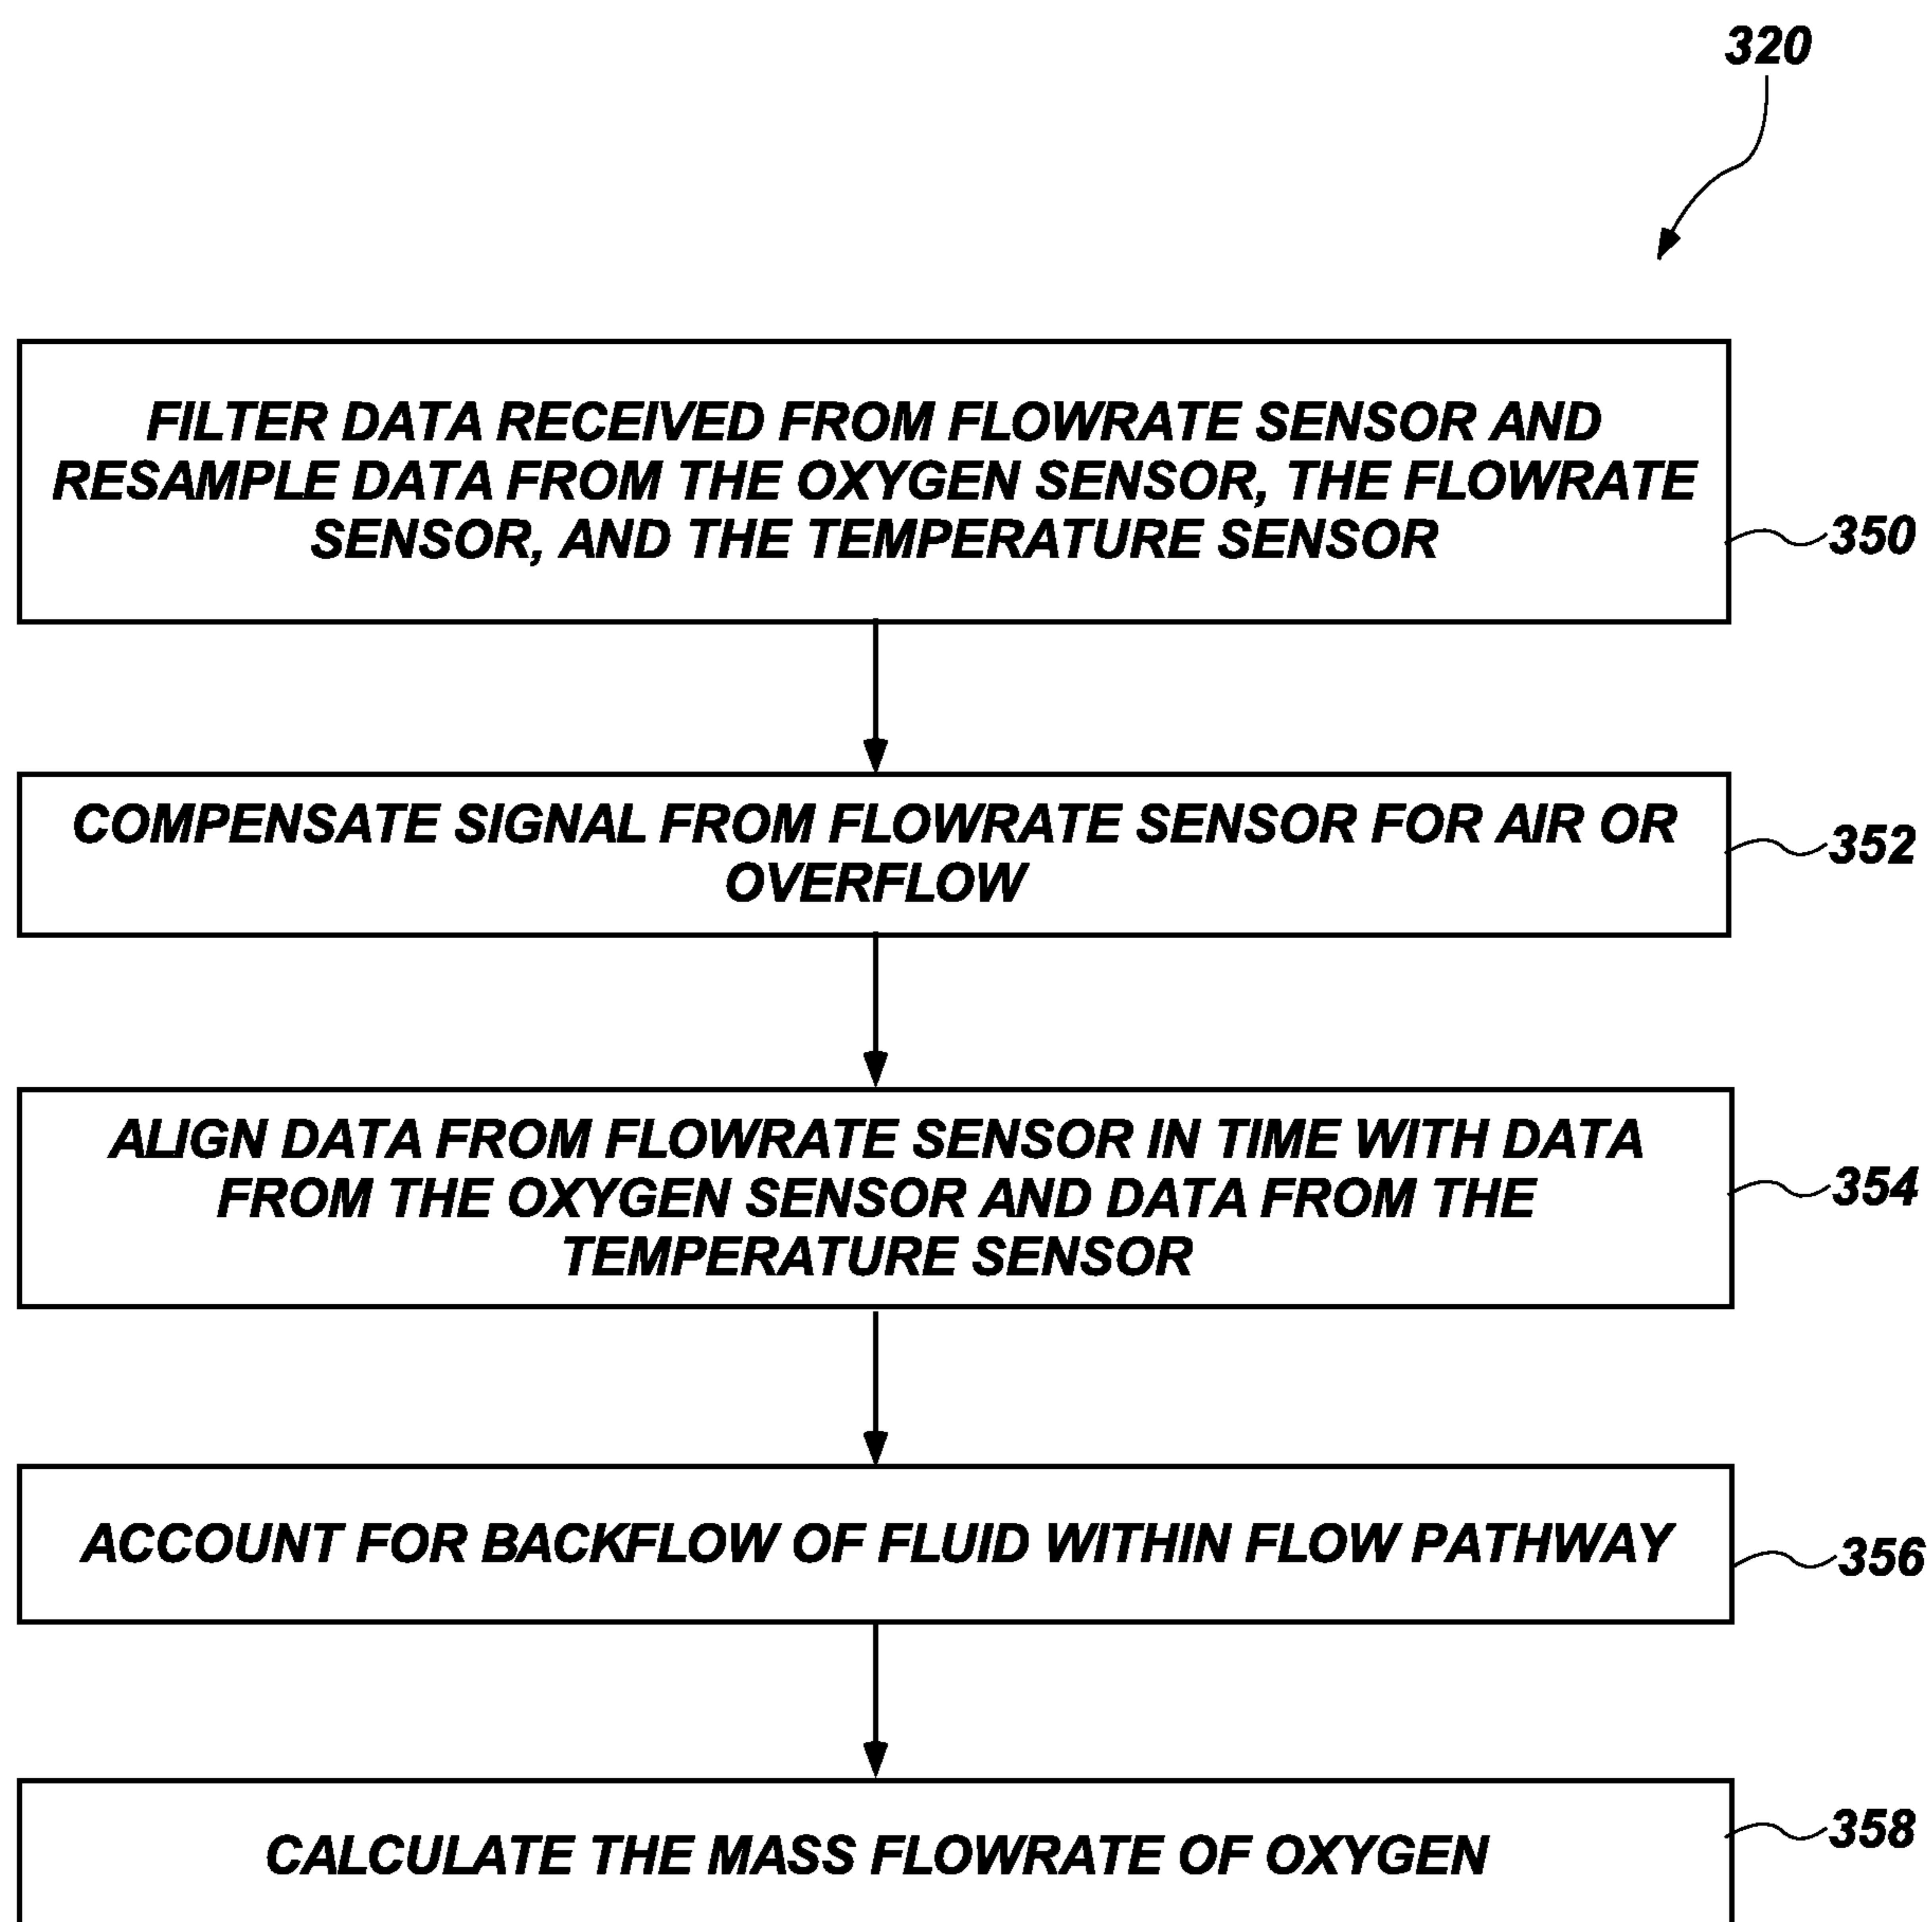 320
FILTER DATA RECEIVED FROM FLOWRATE SENSOR AND
RESAMPLE DATA FROM THE OXYGEN SENSOR, THE FLOWRATE
SENSOR, AND THE TEMPERATURE SENSOR
350
COMPENSATE SIGNAL FROM FLOWRATE SENSOR FOR AIR OR
OVERFLOW
352
ALIGN DATA FROM FLOWRATE SENSOR IN TIME WITH DATA
FROM THE OXYGEN SENSOR AND DATA FROM THE
TEMPERATURE SENSOR
354
ACCOUNT FOR BACKFLOW OF FLUID WITHIN FLOW PATHWAY
356
CALCULATE THE MASS FLOWRATE OF OXYGEN
358